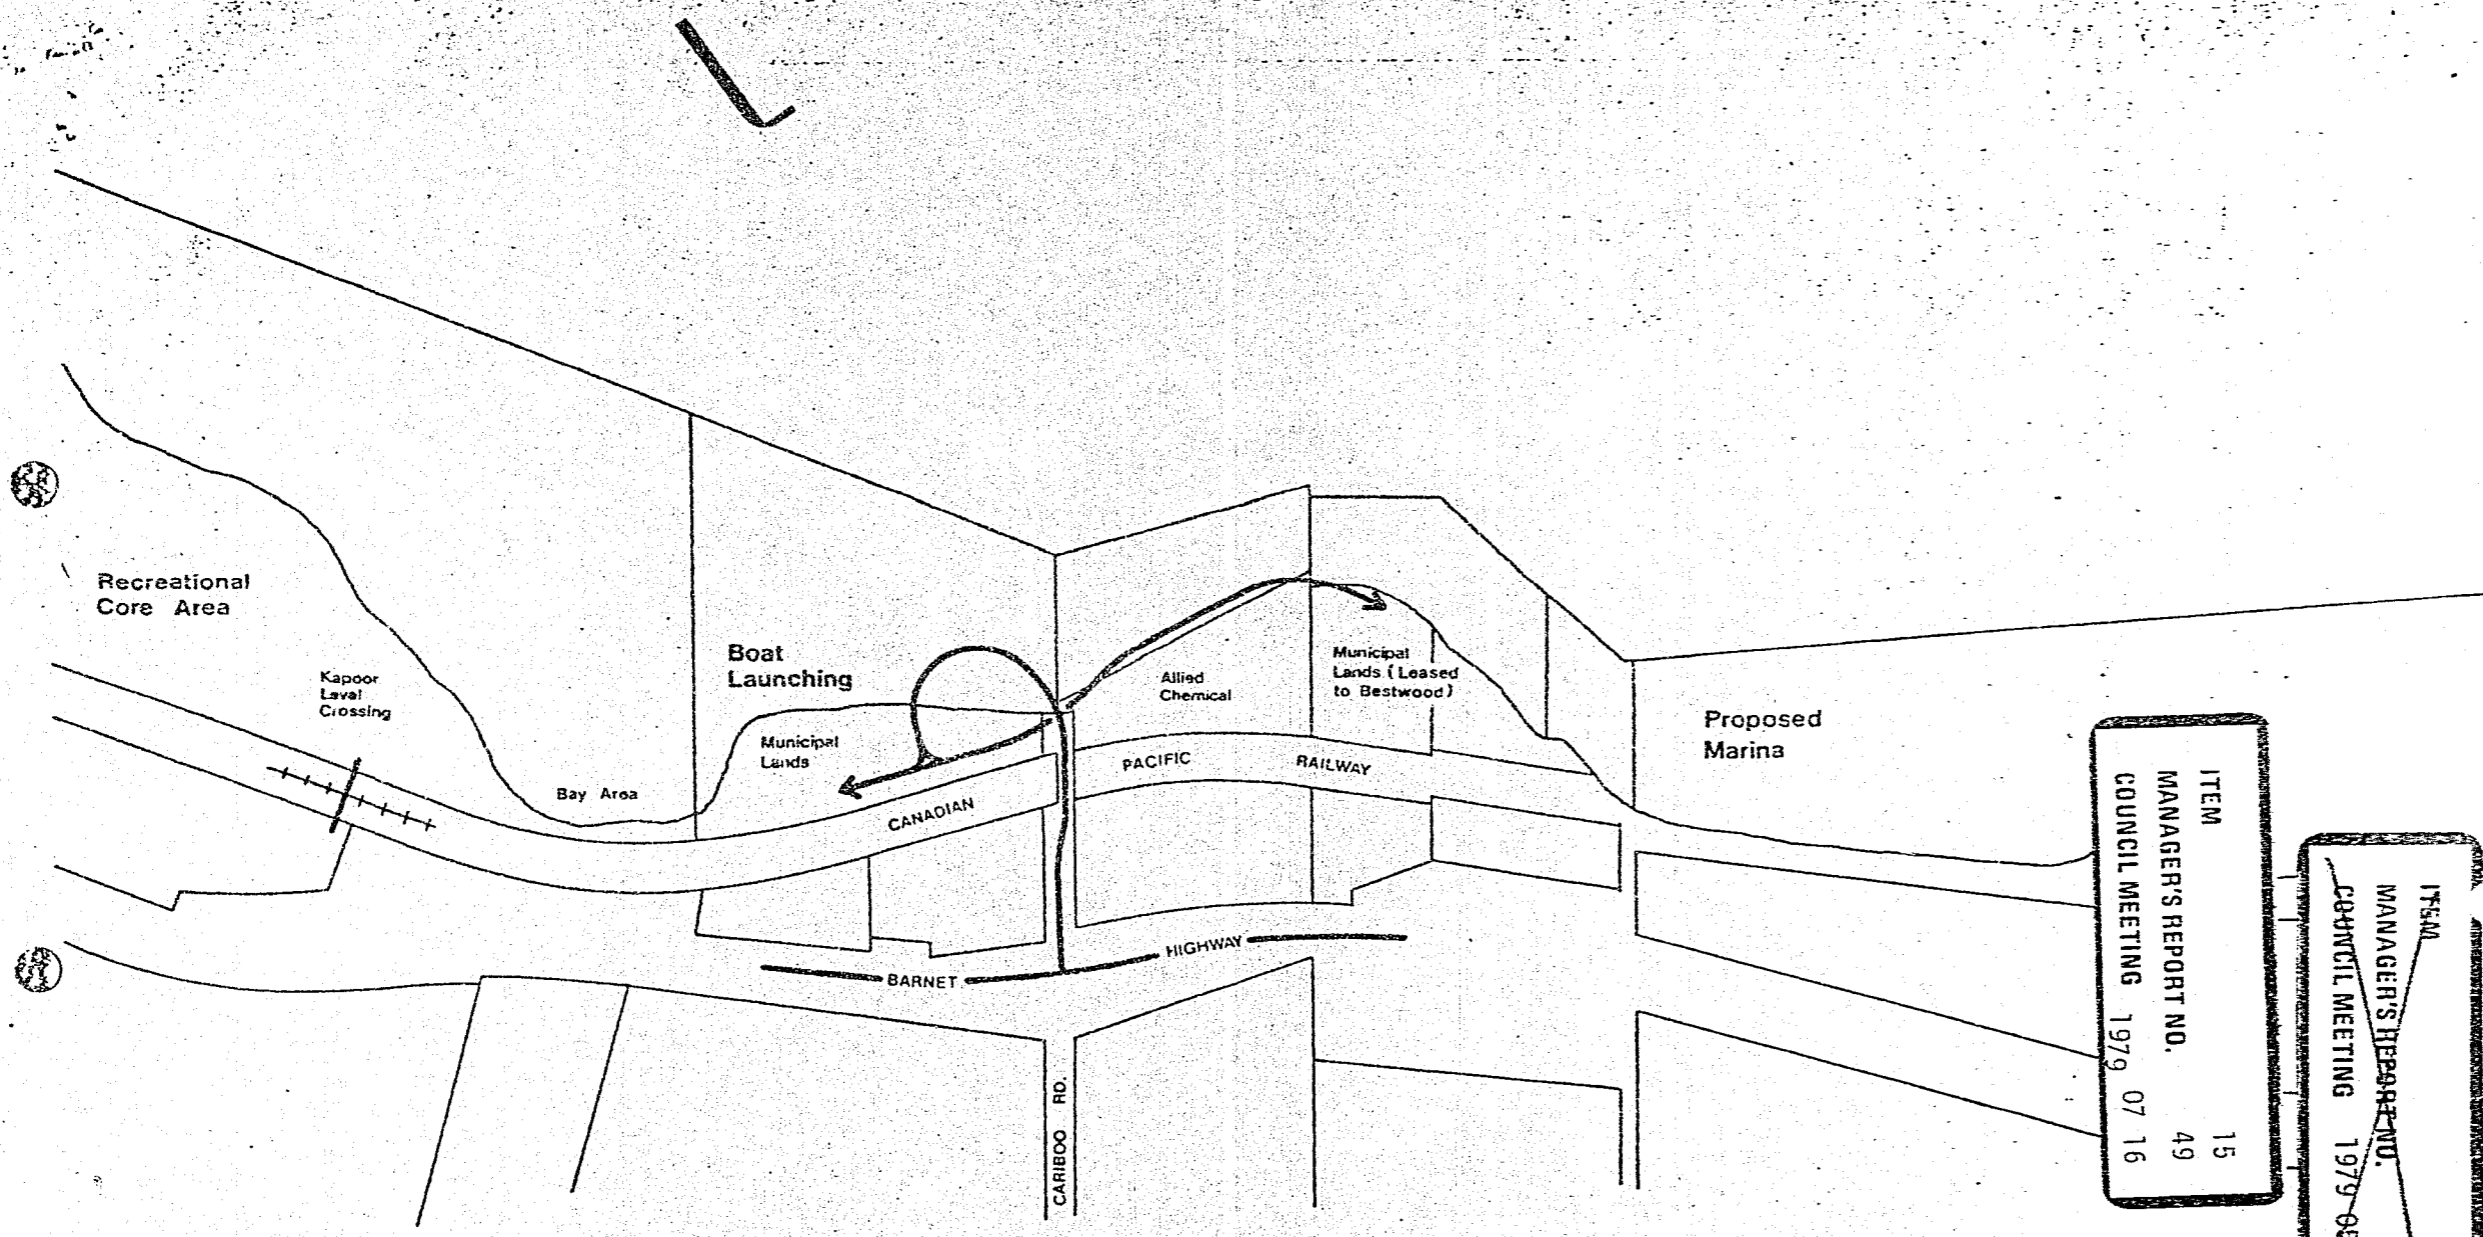 Recreational
Core Area
Kapoor
Laval
Crossing
Bay Area
Boat
Launching
Municipal
Lands
Allied
Chemical
Municipal
Lands (Leased
to Bestwood)
Proposed
Marina
CANADIAN PACIFIC RAILWAY
BARNET HIGHWAY
CARIBOO RD.
ITEM 15
MANAGER'S REPORT NO. 49
COUNCIL MEETING 1979 07 16
ITEM
MANAGER'S REPORT NO.
COUNCIL MEETING 1979